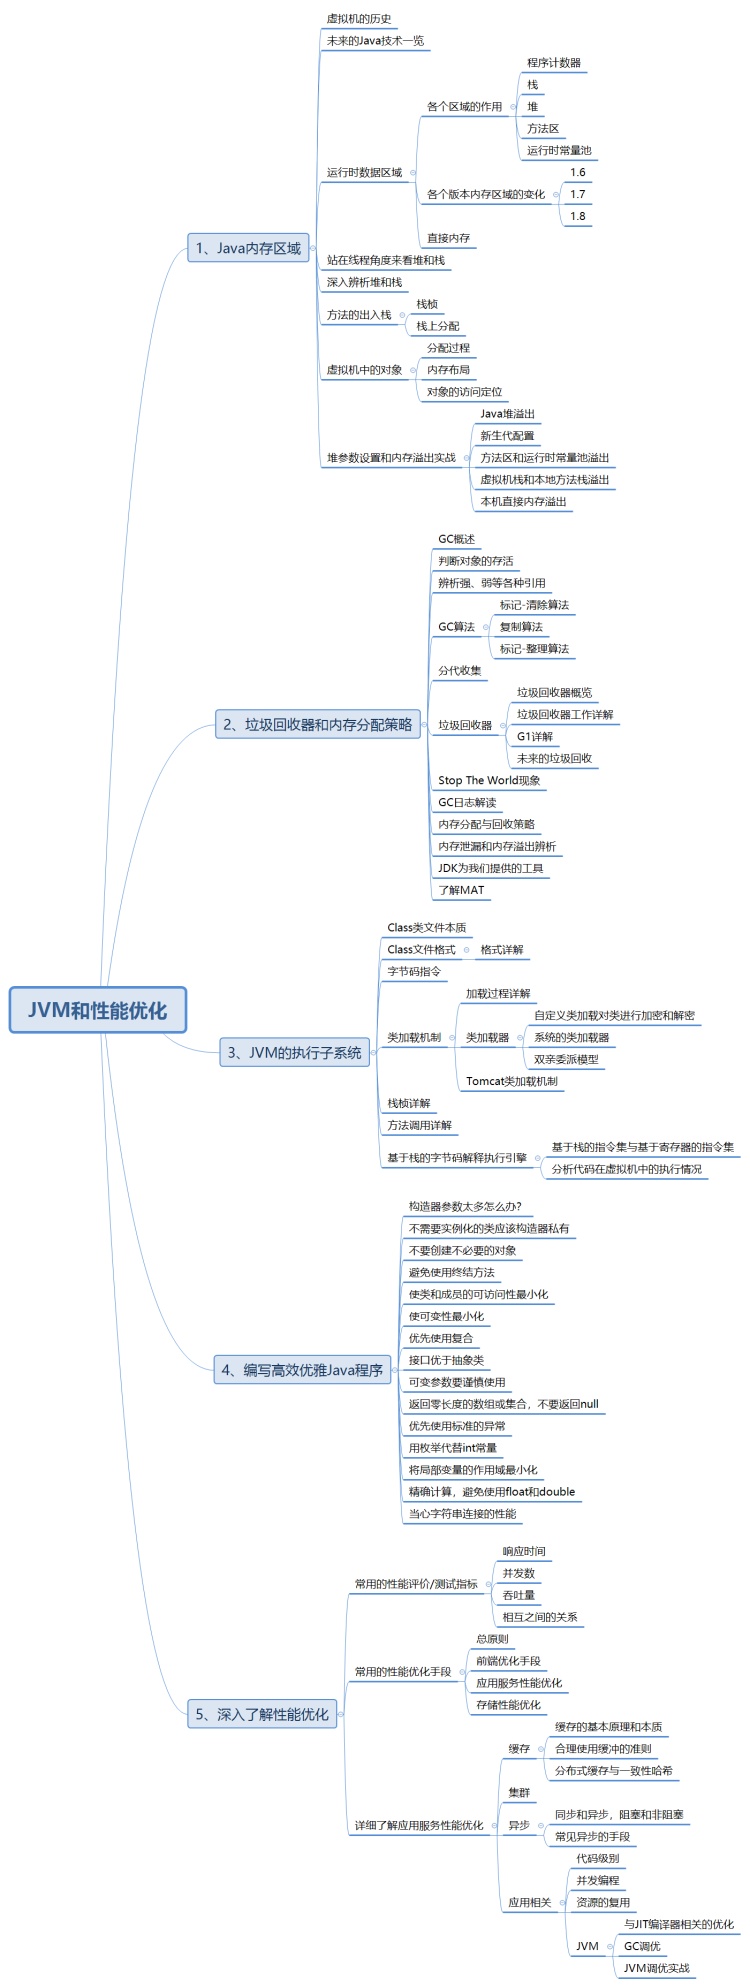 JVM和性能优化
1、Java内存区域
虚拟机的历史
未来的Java技术一览
运行时数据区域
各个区域的作用
程序计数器
栈
堆
方法区
运行时常量池
各个版本内存区域的变化
1.6
1.7
1.8
直接内存
站在线程角度来看堆和栈
深入辨析堆和栈
方法的出入栈
栈桢
栈上分配
虚拟机中的对象
分配过程
内存布局
对象的访问定位
堆参数设置和内存溢出实战
Java堆溢出
新生代配置
方法区和运行时常量池溢出
虚拟机栈和本地方法栈溢出
本机直接内存溢出
2、垃圾回收器和内存分配策略
GC概述
判断对象的存活
辨析强、弱等各种引用
GC算法
标记-清除算法
复制算法
标记-整理算法
分代收集
垃圾回收器
垃圾回收器概览
垃圾回收器工作详解
G1详解
未来的垃圾回收
Stop The World现象
GC日志解读
内存分配与回收策略
内存泄漏和内存溢出辨析
JDK为我们提供的工具
了解MAT
3、JVM的执行子系统
Class类文件本质
Class文件格式
格式详解
字节码指令
类加载机制
加载过程详解
类加载器
自定义类加载对类进行加密和解密
系统的类加载器
双亲委派模型
Tomcat类加载机制
栈桢详解
方法调用详解
基于栈的字节码解释执行引擎
基于栈的指令集与基于寄存器的指令集
分析代码在虚拟机中的执行情况
4、编写高效优雅Java程序
构造器参数太多怎么办?
不需要实例化的类应该构造器私有
不要创建不必要的对象
避免使用终结方法
使类和成员的可访问性最小化
使可变性最小化
优先使用复合
接口优于抽象类
可变参数要谨慎使用
返回零长度的数组或集合，不要返回null
优先使用标准的异常
用枚举代替int常量
将局部变量的作用域最小化
精确计算，避免使用float和double
当心字符串连接的性能
5、深入了解性能优化
常用的性能评价/测试指标
响应时间
并发数
吞吐量
相互之间的关系
常用的性能优化手段
总原则
前端优化手段
应用服务性能优化
存储性能优化
详细了解应用服务性能优化
缓存
缓存的基本原理和本质
合理使用缓冲的准则
分布式缓存与一致性哈希
集群
异步
同步和异步，阻塞和非阻塞
常见异步的手段
应用相关
代码级别
并发编程
资源的复用
JVM
与JIT编译器相关的优化
GC调优
JVM调优实战